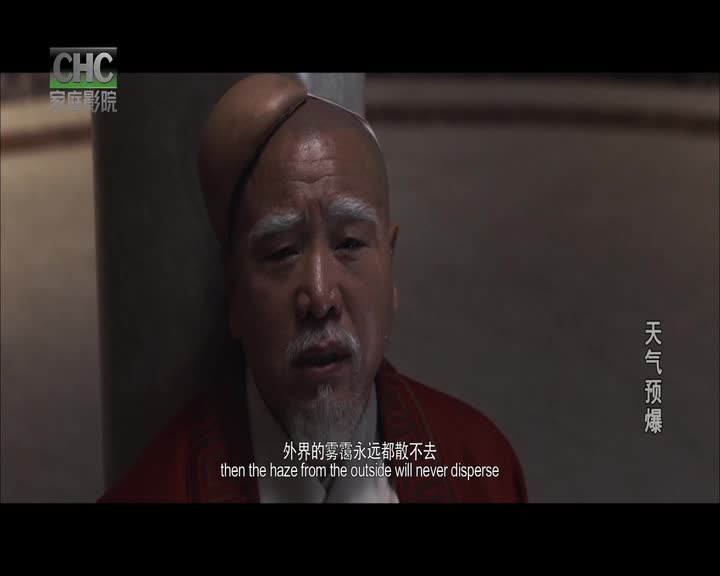 CHC
家庭影院
天气预爆
外界的雾霭永远都散不去
then the haze from the outside will never disperse